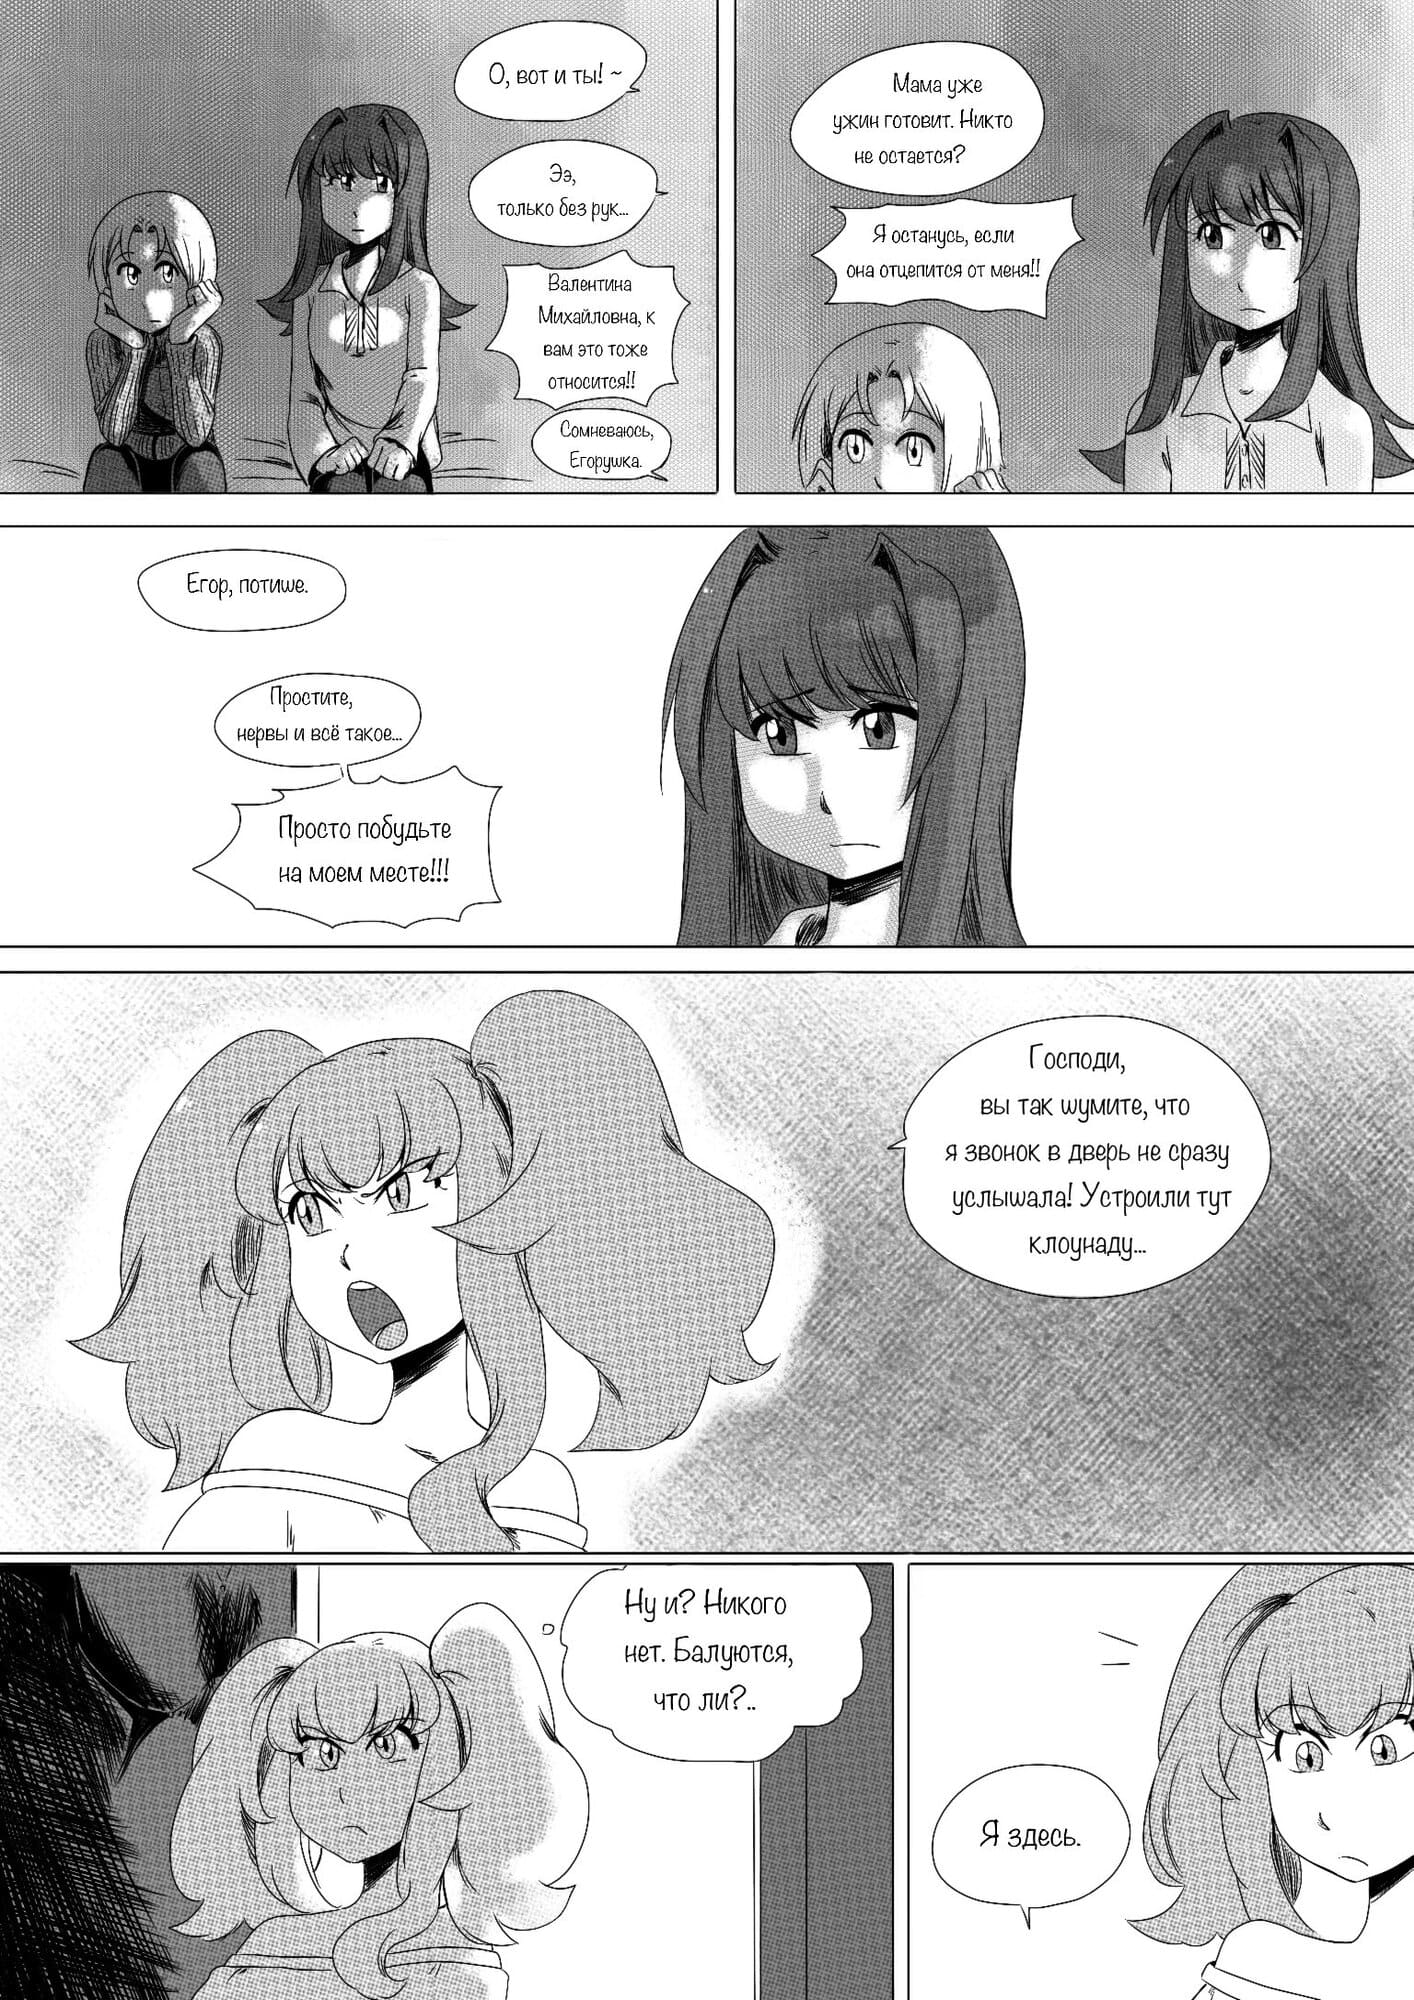 О, вот и ты! ~
Ээ,
только без рук...
Валентина
Михайловна, к
вам это тоже
относится!!
Сомневаюсь,
Егорушка.
Мама уже
ужин готовит. Никто
не остается?
Я останусь, если
она отцепится от меня!!
Егор, потише.
Простите,
нервы и всё такое...
Просто побудьте
на моем месте!!!
Господи,
вы так шумите, что
я звонок в дверь не сразу
услышала! Устроили тут
клоунаду...
Ну и? Никого
нет. Балуются,
что ли?..
Я здесь.